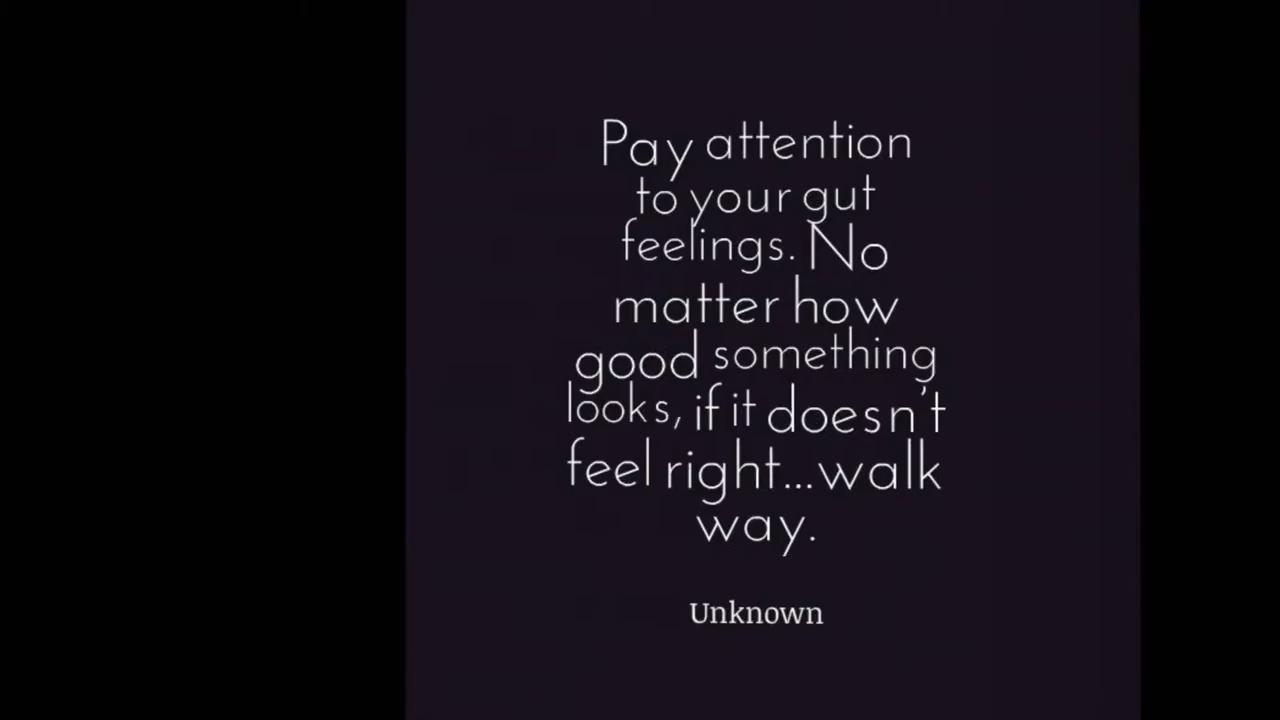 Pay attention
to your gut
feelings. No
matter how
good something
looks, if it doesn't
feel right...walk
way.
Unknown